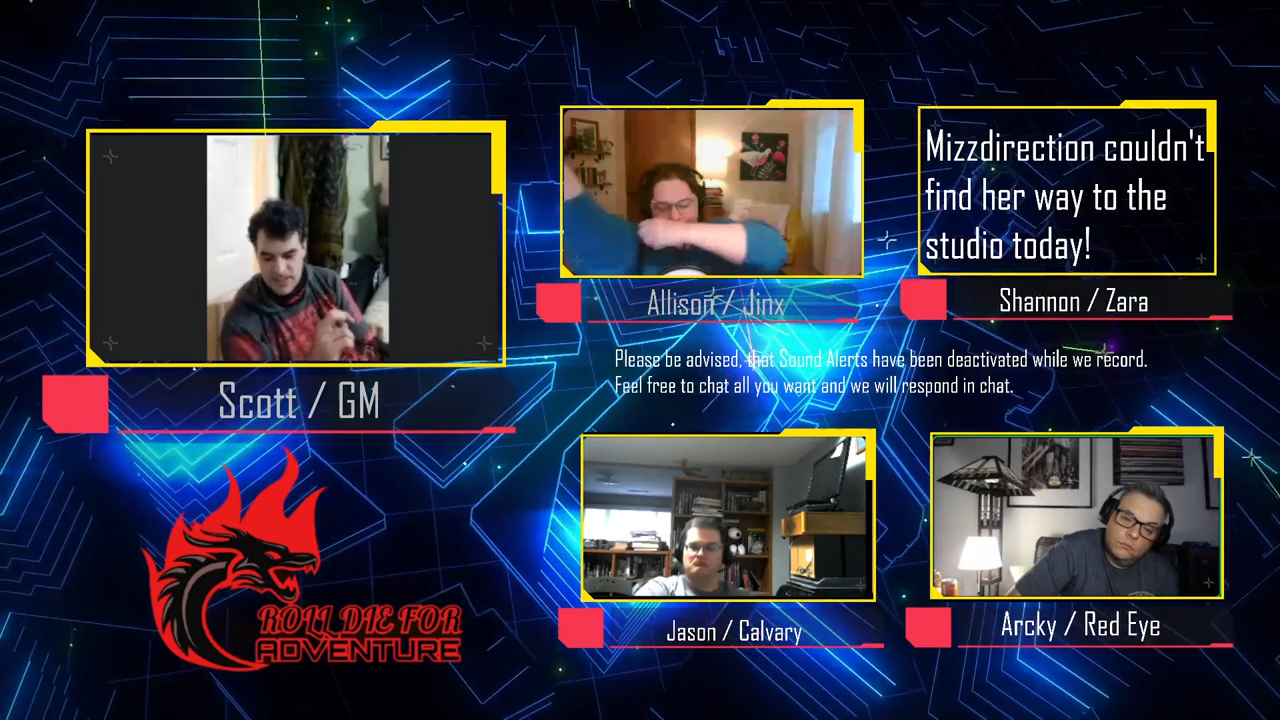 Mizzdirection couldn't
find her way to the
studio today!
Allison / Jinx
Shannon / Zara
Please be advised, that Sound Alerts have been deactivated while we record.
Feel free to chat all you want and we will respond in chat.
Scott / GM
ROLL DIE FOR
ADVENTURE
Jason / Calvary
Arcky / Red Eye